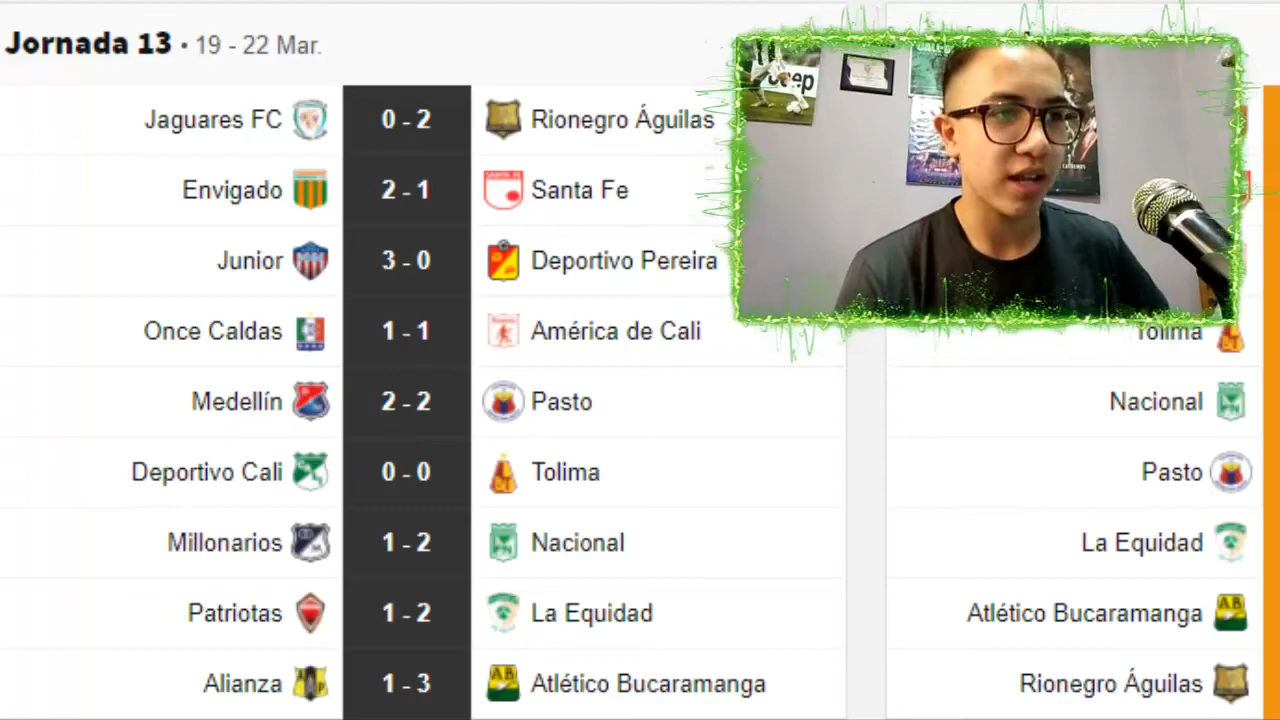 Jornada 13 • 19 - 22 Mar.
Jaguares FC 0 - 2 Rionegro Águilas
Envigado 2 - 1 Santa Fe
Junior 3 - 0 Deportivo Pereira
Once Caldas 1 - 1 América de Cali
Medellín 2 - 2 Pasto
Deportivo Cali 0 - 0 Tolima
Millonarios 1 - 2 Nacional
Patriotas 1 - 2 La Equidad
Alianza 1 - 3 Atlético Bucaramanga
Tolima
Nacional
Pasto
La Equidad
Atlético Bucaramanga
Rionegro Águilas
Jeep